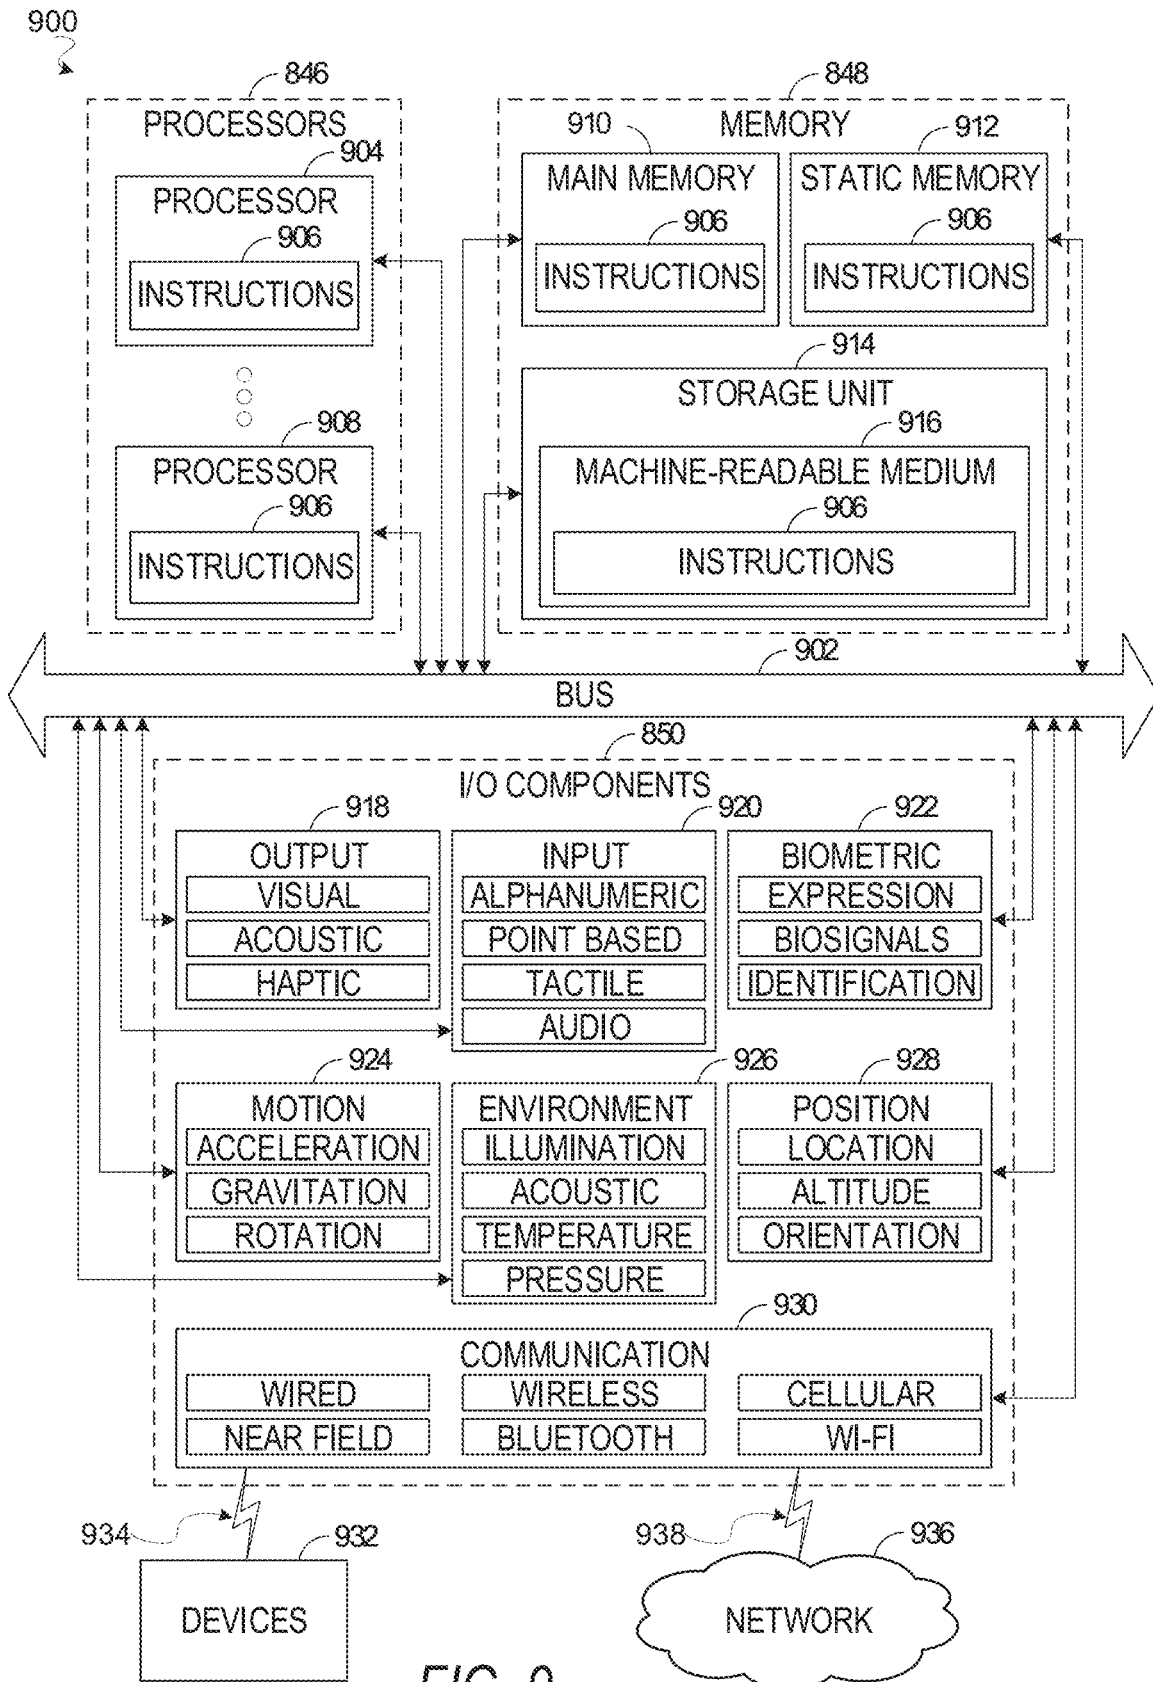 900
846
PROCESSORS
904
PROCESSOR
906
INSTRUCTIONS
908
PROCESSOR
906
INSTRUCTIONS
848
MEMORY
910
MAIN MEMORY
906
INSTRUCTIONS
912
STATIC MEMORY
906
INSTRUCTIONS
914
STORAGE UNIT
916
MACHINE-READABLE MEDIUM
906
INSTRUCTIONS
902
BUS
850
I/O COMPONENTS
918
OUTPUT
VISUAL
ACOUSTIC
HAPTIC
920
INPUT
ALPHANUMERIC
POINT BASED
TACTILE
AUDIO
922
BIOMETRIC
EXPRESSION
BIOSIGNALS
IDENTIFICATION
924
MOTION
ACCELERATION
GRAVITATION
ROTATION
926
ENVIRONMENT
ILLUMINATION
ACOUSTIC
TEMPERATURE
PRESSURE
928
POSITION
LOCATION
ALTITUDE
ORIENTATION
930
COMMUNICATION
WIRED
WIRELESS
CELLULAR
NEAR FIELD
BLUETOOTH
WI-FI
934
932
DEVICES
938
936
NETWORK